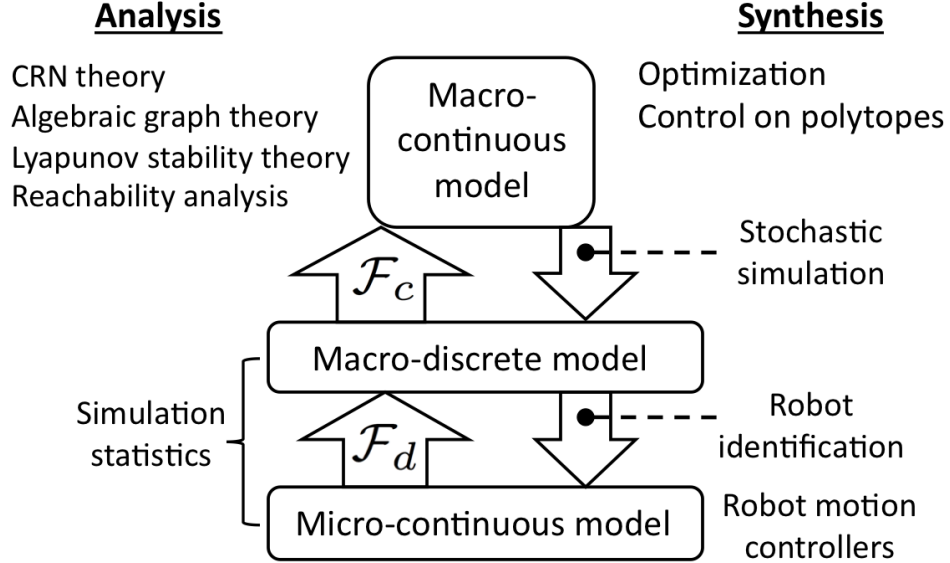 Analysis
Synthesis
CRN theory
Algebraic graph theory
Lyapunov stability theory
Reachability analysis
Macro-
continuous
model
Optimization
Control on polytopes
Stochastic
simulation
ℱc
Macro-discrete model
Simulation
statistics
ℱd
Robot
identification
Micro-continuous model
Robot motion
controllers